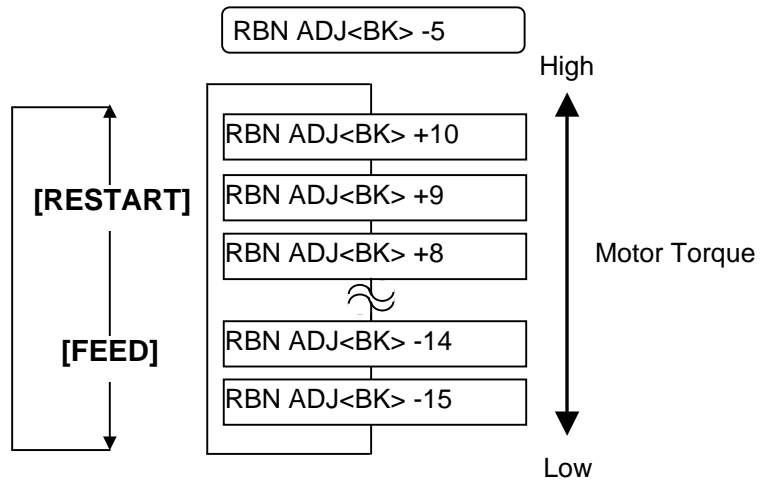 RBN ADJ<BK> -5
High
RBN ADJ<BK> +10
[RESTART]
RBN ADJ<BK> +9
RBN ADJ<BK> +8
Motor Torque
[FEED]
RBN ADJ<BK> -14
RBN ADJ<BK> -15
Low